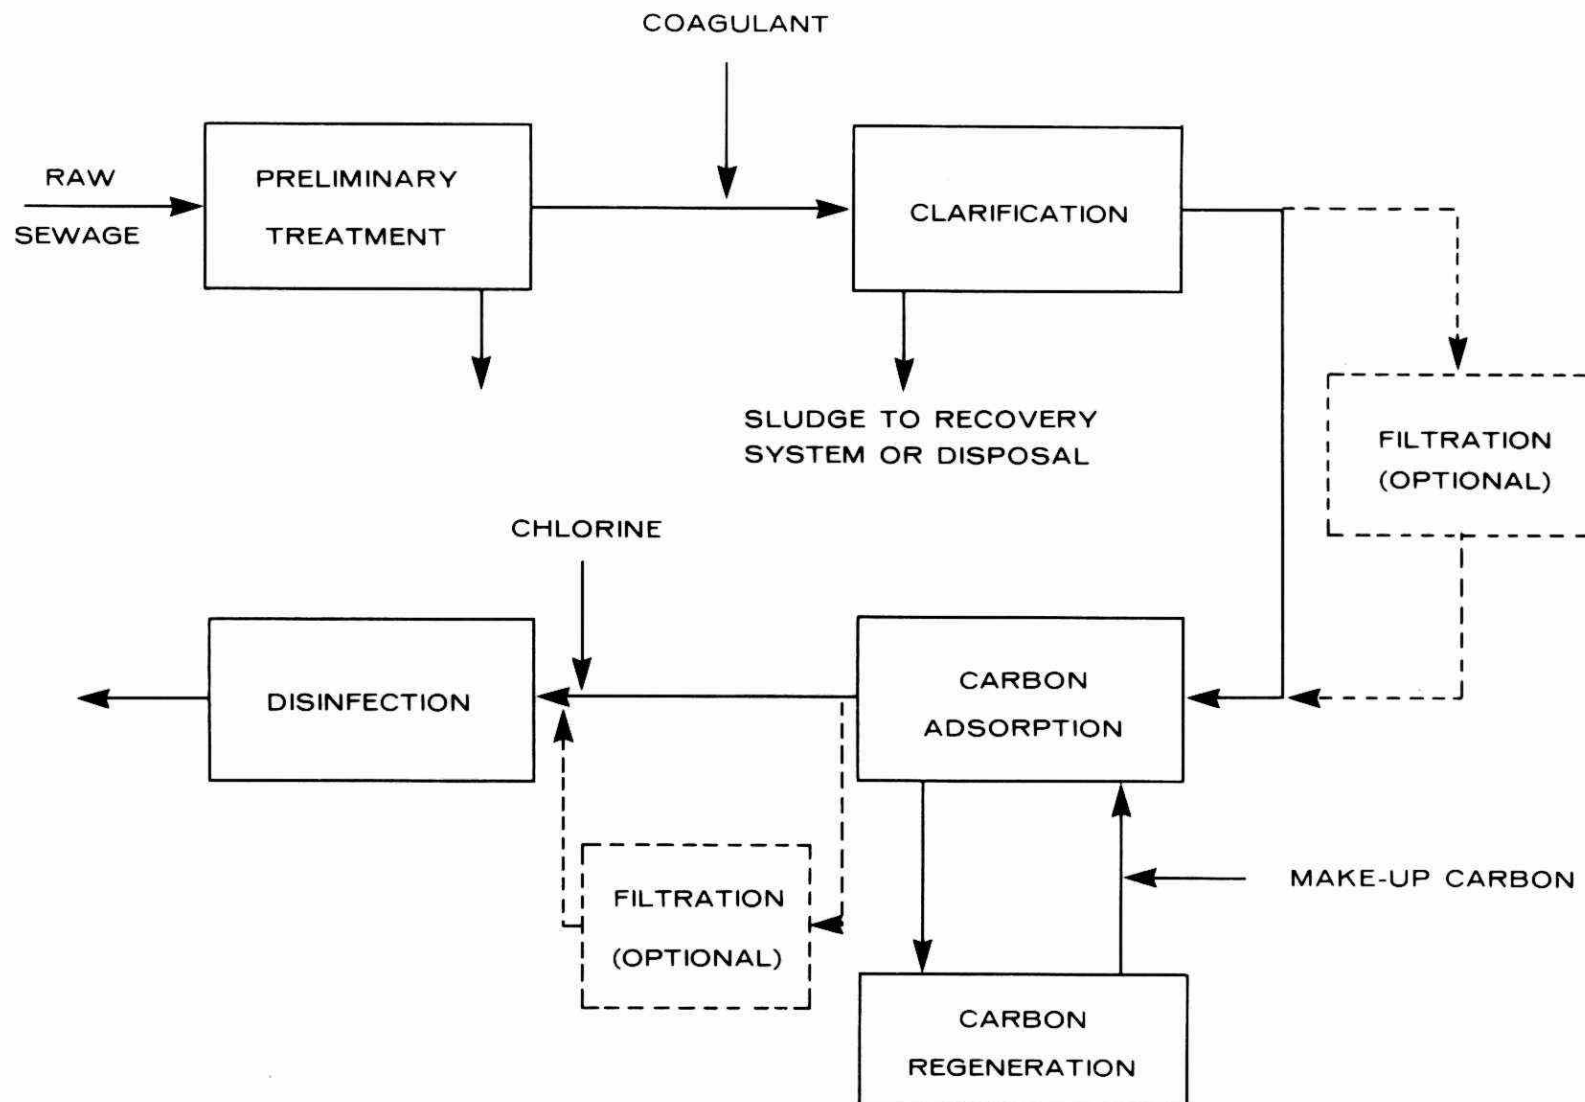 COAGULANT
RAW
SEWAGE
PRELIMINARY
TREATMENT
CLARIFICATION
SLUDGE TO RECOVERY
SYSTEM OR DISPOSAL
FILTRATION
(OPTIONAL)
CHLORINE
DISINFECTION
CARBON
ADSORPTION
FILTRATION
(OPTIONAL)
MAKE-UP CARBON
CARBON
REGENERATION